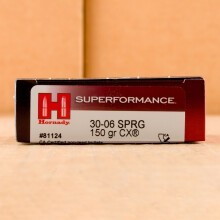 H
Hornady
SUPERFORMANCE
30-06 SPRG
150 gr CX®
#81124